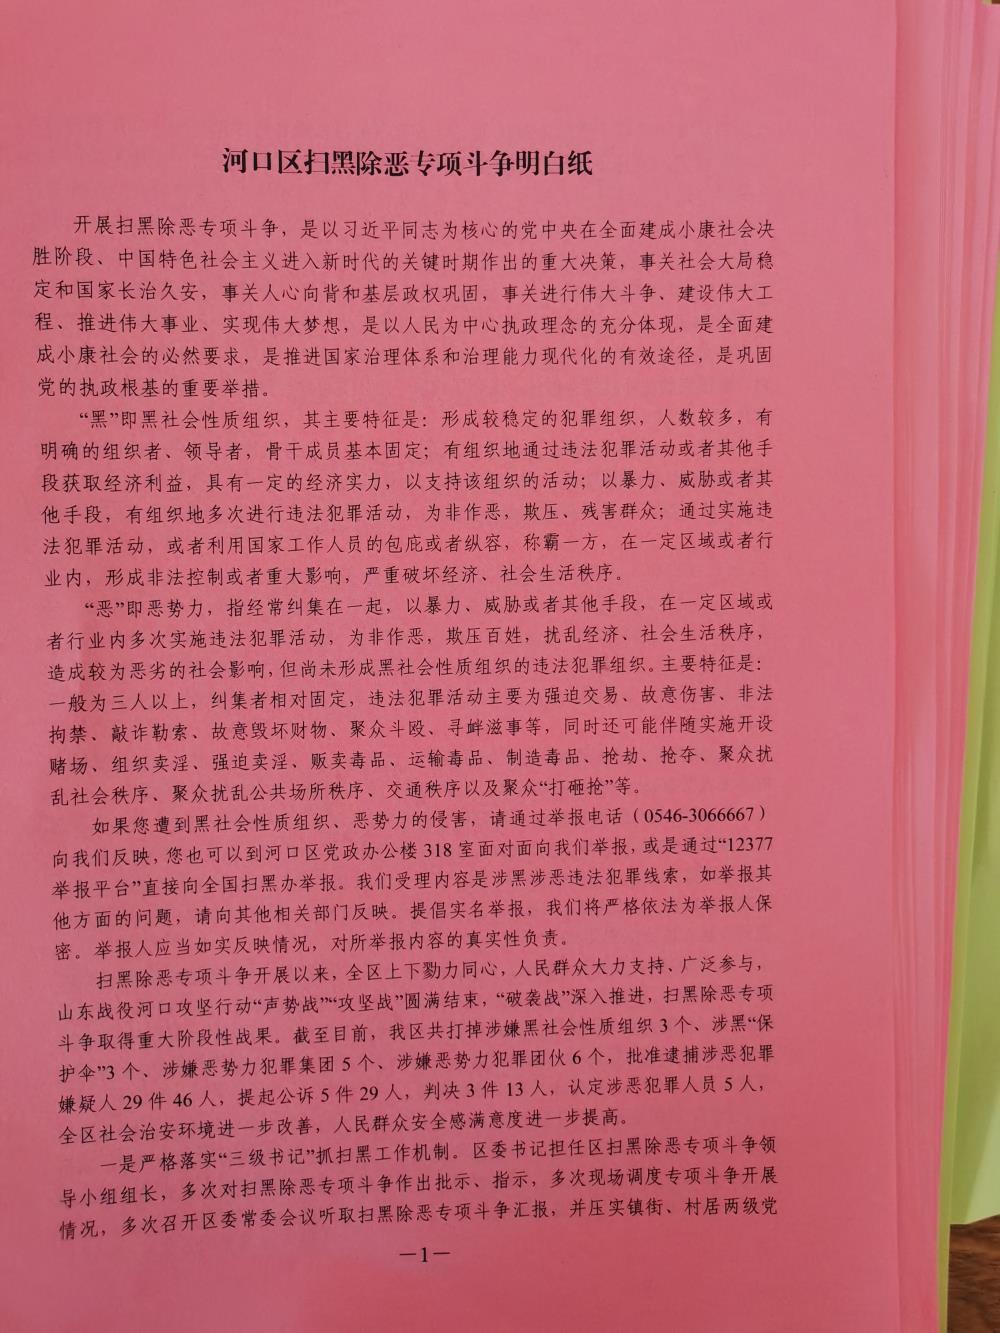 河口区扫黑除恶专项斗争明白纸
开展扫黑除恶专项斗争，是以习近平同志为核心的党中央在全面建成小康社会决
胜阶段、中国特色社会主义进入新时代的关键时期作出的重大决策，事关社会大局稳
定和国家长治久安，事关人心向背和基层政权巩固，事关进行伟大斗争、建设伟大工
程、推进伟大事业、实现伟大梦想，是以人民为中心执政理念的充分体现，是全面建
成小康社会的必然要求，是推进国家治理体系和治理能力现代化的有效途径，是巩固
党的执政根基的重要举措。
“黑”即黑社会性质组织，其主要特征是：形成较稳定的犯罪组织，人数较多，有
明确的组织者、领导者，骨干成员基本固定；有组织地通过违法犯罪活动或者其他手
段获取经济利益，具有一定的经济实力，以支持该组织的活动；以暴力、威胁或者其
他手段，有组织地多次进行违法犯罪活动，为非作恶，欺压、残害群众；通过实施违
法犯罪活动，或者利用国家工作人员的包庇或者纵容，称霸一方，在一定区域或者行
业内，形成非法控制或者重大影响，严重破坏经济、社会生活秩序。
“恶”即恶势力，指经常纠集在一起，以暴力、威胁或者其他手段，在一定区域或
者行业内多次实施违法犯罪活动，为非作恶，欺压百姓，扰乱经济、社会生活秩序，
造成较为恶劣的社会影响，但尚未形成黑社会性质组织的违法犯罪组织。主要特征是：
一般为三人以上，纠集者相对固定，违法犯罪活动主要为强迫交易、故意伤害、非法
拘禁、敲诈勒索、故意毁坏财物、聚众斗殴、寻衅滋事等，同时还可能伴随实施开设
赌场、组织卖淫、强迫卖淫、贩卖毒品、运输毒品、制造毒品、抢劫、抢夺、聚众扰
乱社会秩序、聚众扰乱公共场所秩序、交通秩序以及聚众“打砸抢”等。
如果您遭到黑社会性质组织、恶势力的侵害，请通过举报电话（0546-3066667）
向我们反映，您也可以到河口区党政办公楼 318 室面对面向我们举报，或是通过“12377
举报平台”直接向全国扫黑办举报。我们受理内容是涉黑涉恶违法犯罪线索，如举报其
他方面的问题，请向其他相关部门反映。提倡实名举报，我们将严格依法为举报人保
密。举报人应当如实反映情况，对所举报内容的真实性负责。
扫黑除恶专项斗争开展以来，全区上下勠力同心，人民群众大力支持、广泛参与，
山东战役河口攻坚行动“声势战”“攻坚战”圆满结束，“破袭战”深入推进，扫黑除恶专项
斗争取得重大阶段性战果。截至目前，我区共打掉涉嫌黑社会性质组织 3 个、涉黑“保
护伞”3 个、涉嫌恶势力犯罪集团 5 个、涉嫌恶势力犯罪团伙 6 个，批准逮捕涉恶犯罪
嫌疑人 29 件 46 人，提起公诉 5 件 29 人，判决 3 件 13 人，认定涉恶犯罪人员 5 人，
全区社会治安环境进一步改善，人民群众安全感满意度进一步提高。
一是严格落实“三级书记”抓扫黑工作机制。区委书记担任区扫黑除恶专项斗争领
导小组组长，多次对扫黑除恶专项斗争作出批示、指示，多次现场调度专项斗争开展
情况，多次召开区委常委会议听取扫黑除恶专项斗争汇报，并压实镇街、村居两级党
—1—